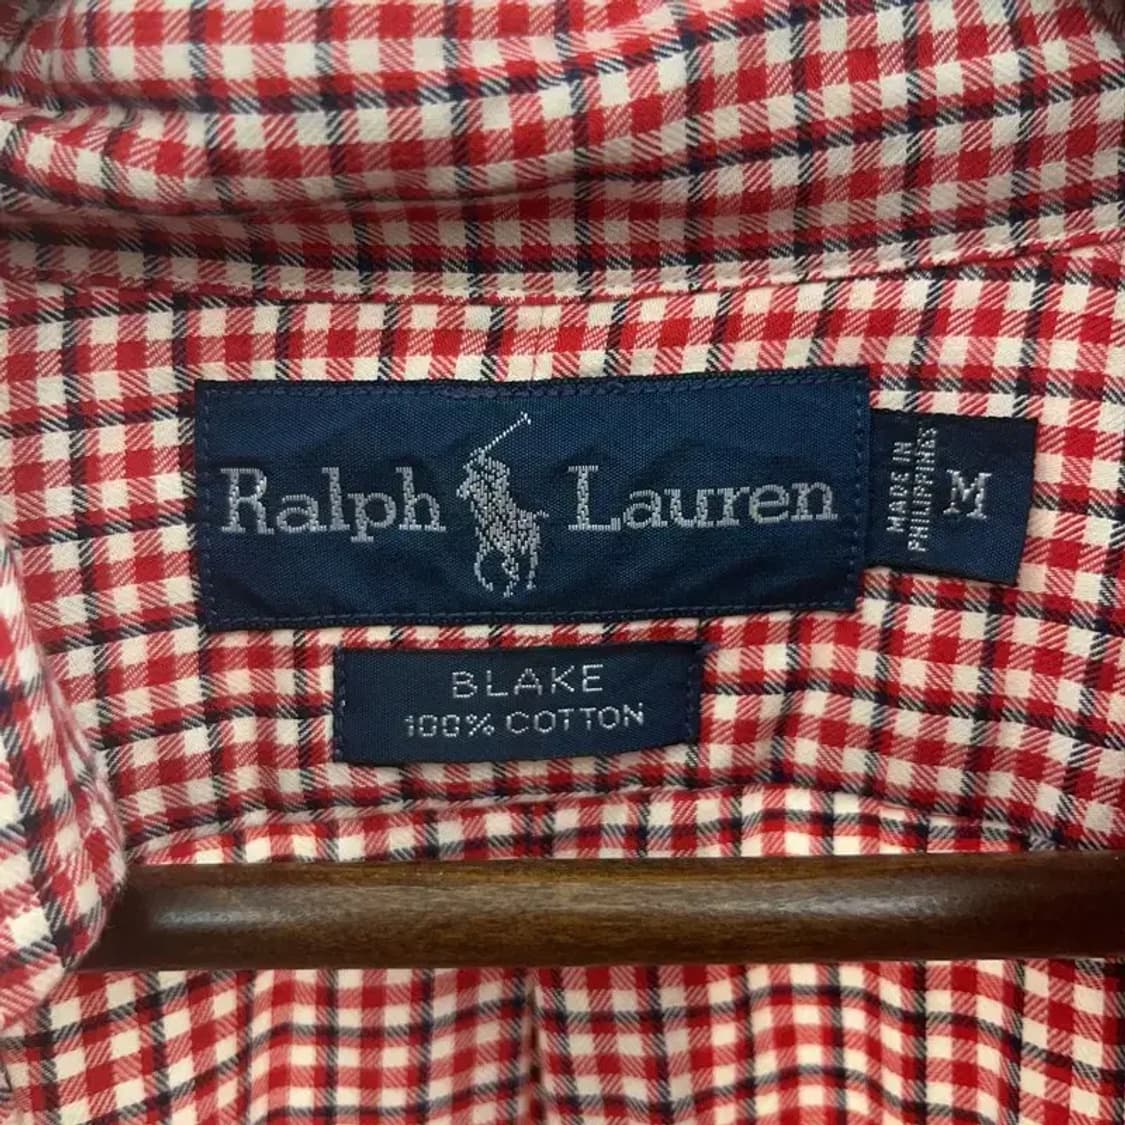 Ralph Lauren
MADE IN
PHILIPPINES
M
BLAKE
100% COTTON